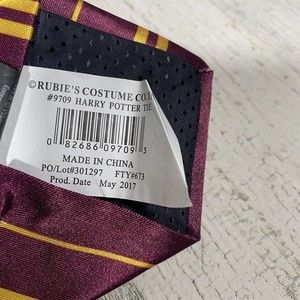 ©RUBIE'S COSTUME CO.
#9709 HARRY POTTER TIE
0 82686 09709 3
MADE IN CHINA
PO/Lot#301297 FTY#673
Prod. Date May 2017